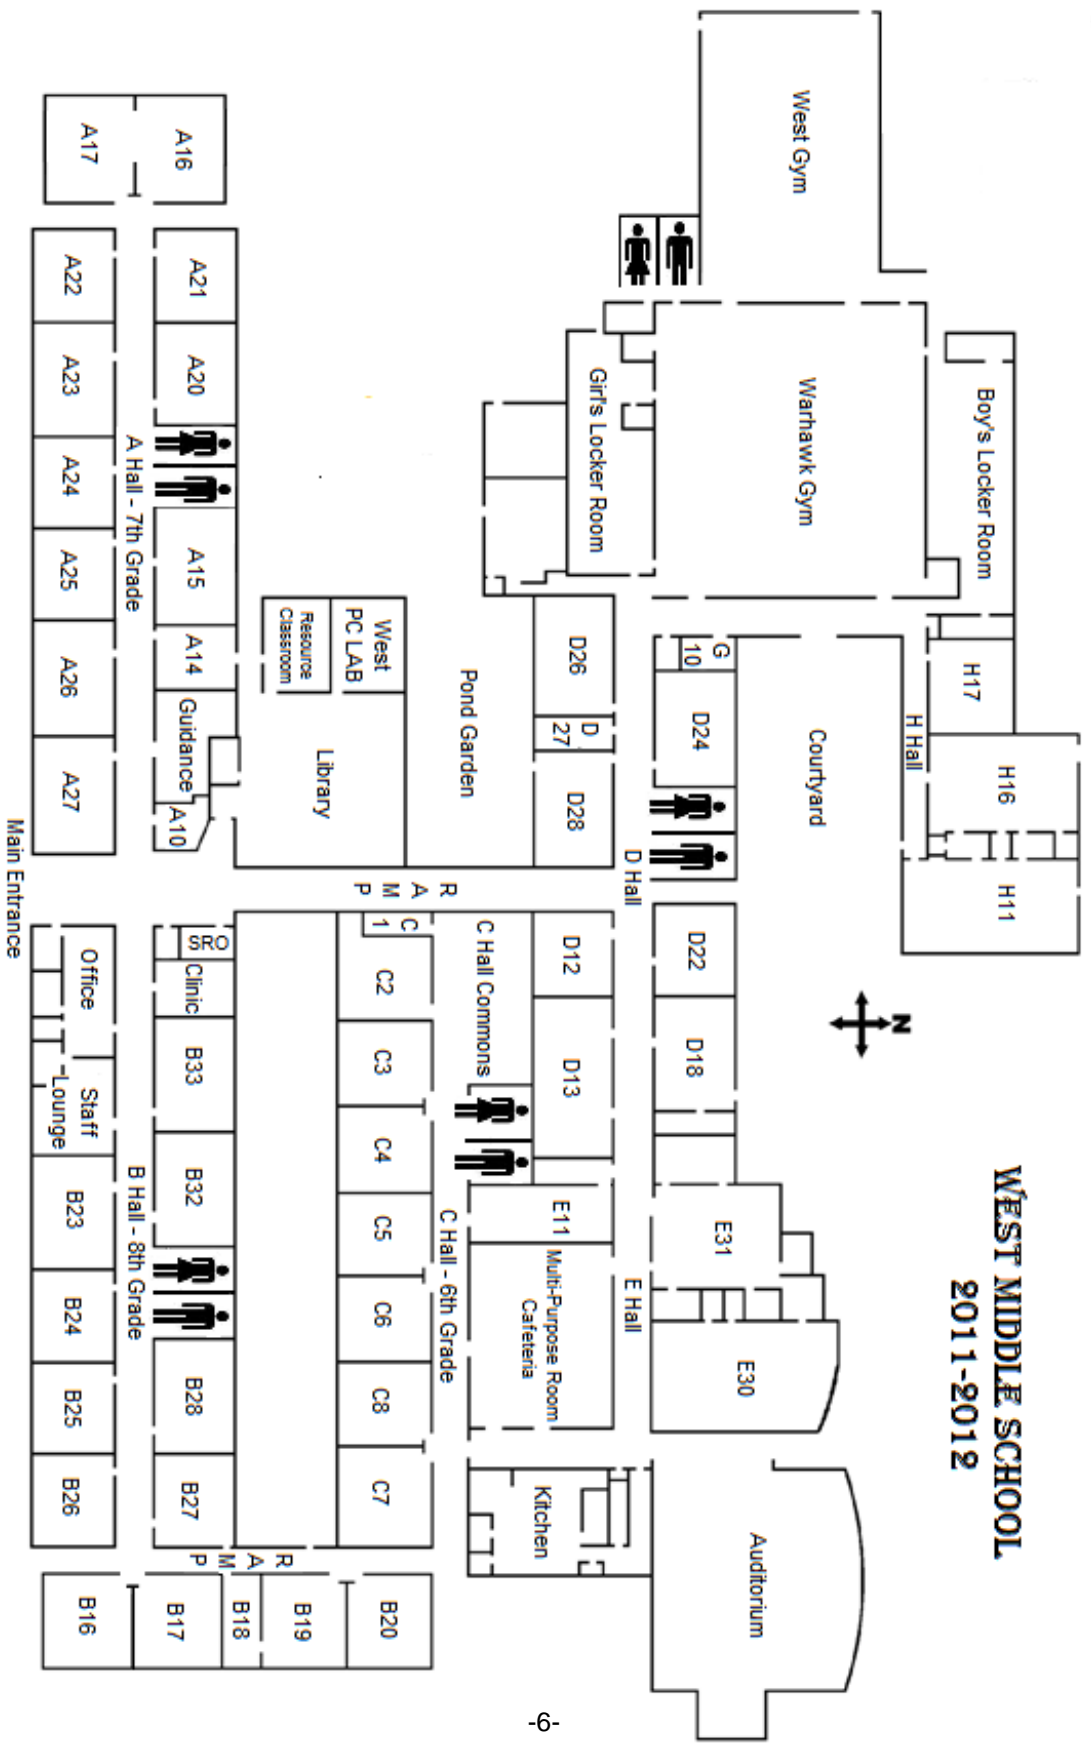 WEST MIDDLE SCHOOL
2011-2012
N
West Gym
Warhawk Gym
Boy's Locker Room
Girl's Locker Room
H17
H16
H11
H Hall
Courtyard
G
10
D24
D22
D18
E31
E30
Auditorium
D Hall
E Hall
D26
D
27
D28
D12
D13
E11
Multi-Purpose Room
Cafeteria
Kitchen
Pond Garden
C Hall Commons
C Hall - 6th Grade
West
PC LAB
Resource
Classroom
Library
R
A
M
P
C
1
C2
C3
C4
C5
C6
C8
C7
A16
A17
A21
A20
A15
A14
Guidance
A10
SRO
Clinic
B33
B32
B28
B27
R
A
M
P
B20
B19
B18
B17
B16
A Hall - 7th Grade
B Hall - 8th Grade
A22
A23
A24
A25
A26
A27
Office
Staff
Lounge
B23
B24
B25
B26
Main Entrance
-6-